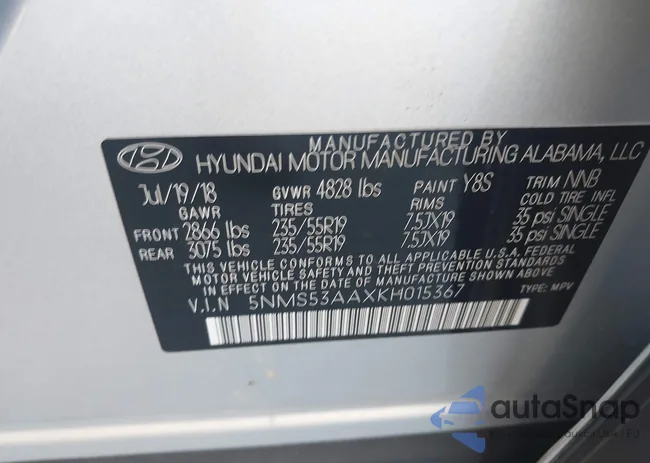 MANUFACTURED BY
HYUNDAI MOTOR MANUFACTURING ALABAMA, LLC
Jul/19/18 GVWR 4828 lbs PAINT Y8S TRIM NNB
GAWR TIRES RIMS COLD TIRE INFL
FRONT 2866 lbs 235/55R19 7.5JX19 35 psi SINGLE
REAR 3075 lbs 235/55R19 7.5JX19 35 psi SINGLE
THIS VEHICLE CONFORMS TO ALL APPLICABLE U.S.A. FEDERAL
MOTOR VEHICLE SAFETY AND THEFT PREVENTION STANDARDS
IN EFFECT ON THE DATE OF MANUFACTURE SHOWN ABOVE.
V.I.N 5NMS53AAXKH015367 TYPE: MPV
autoSnap